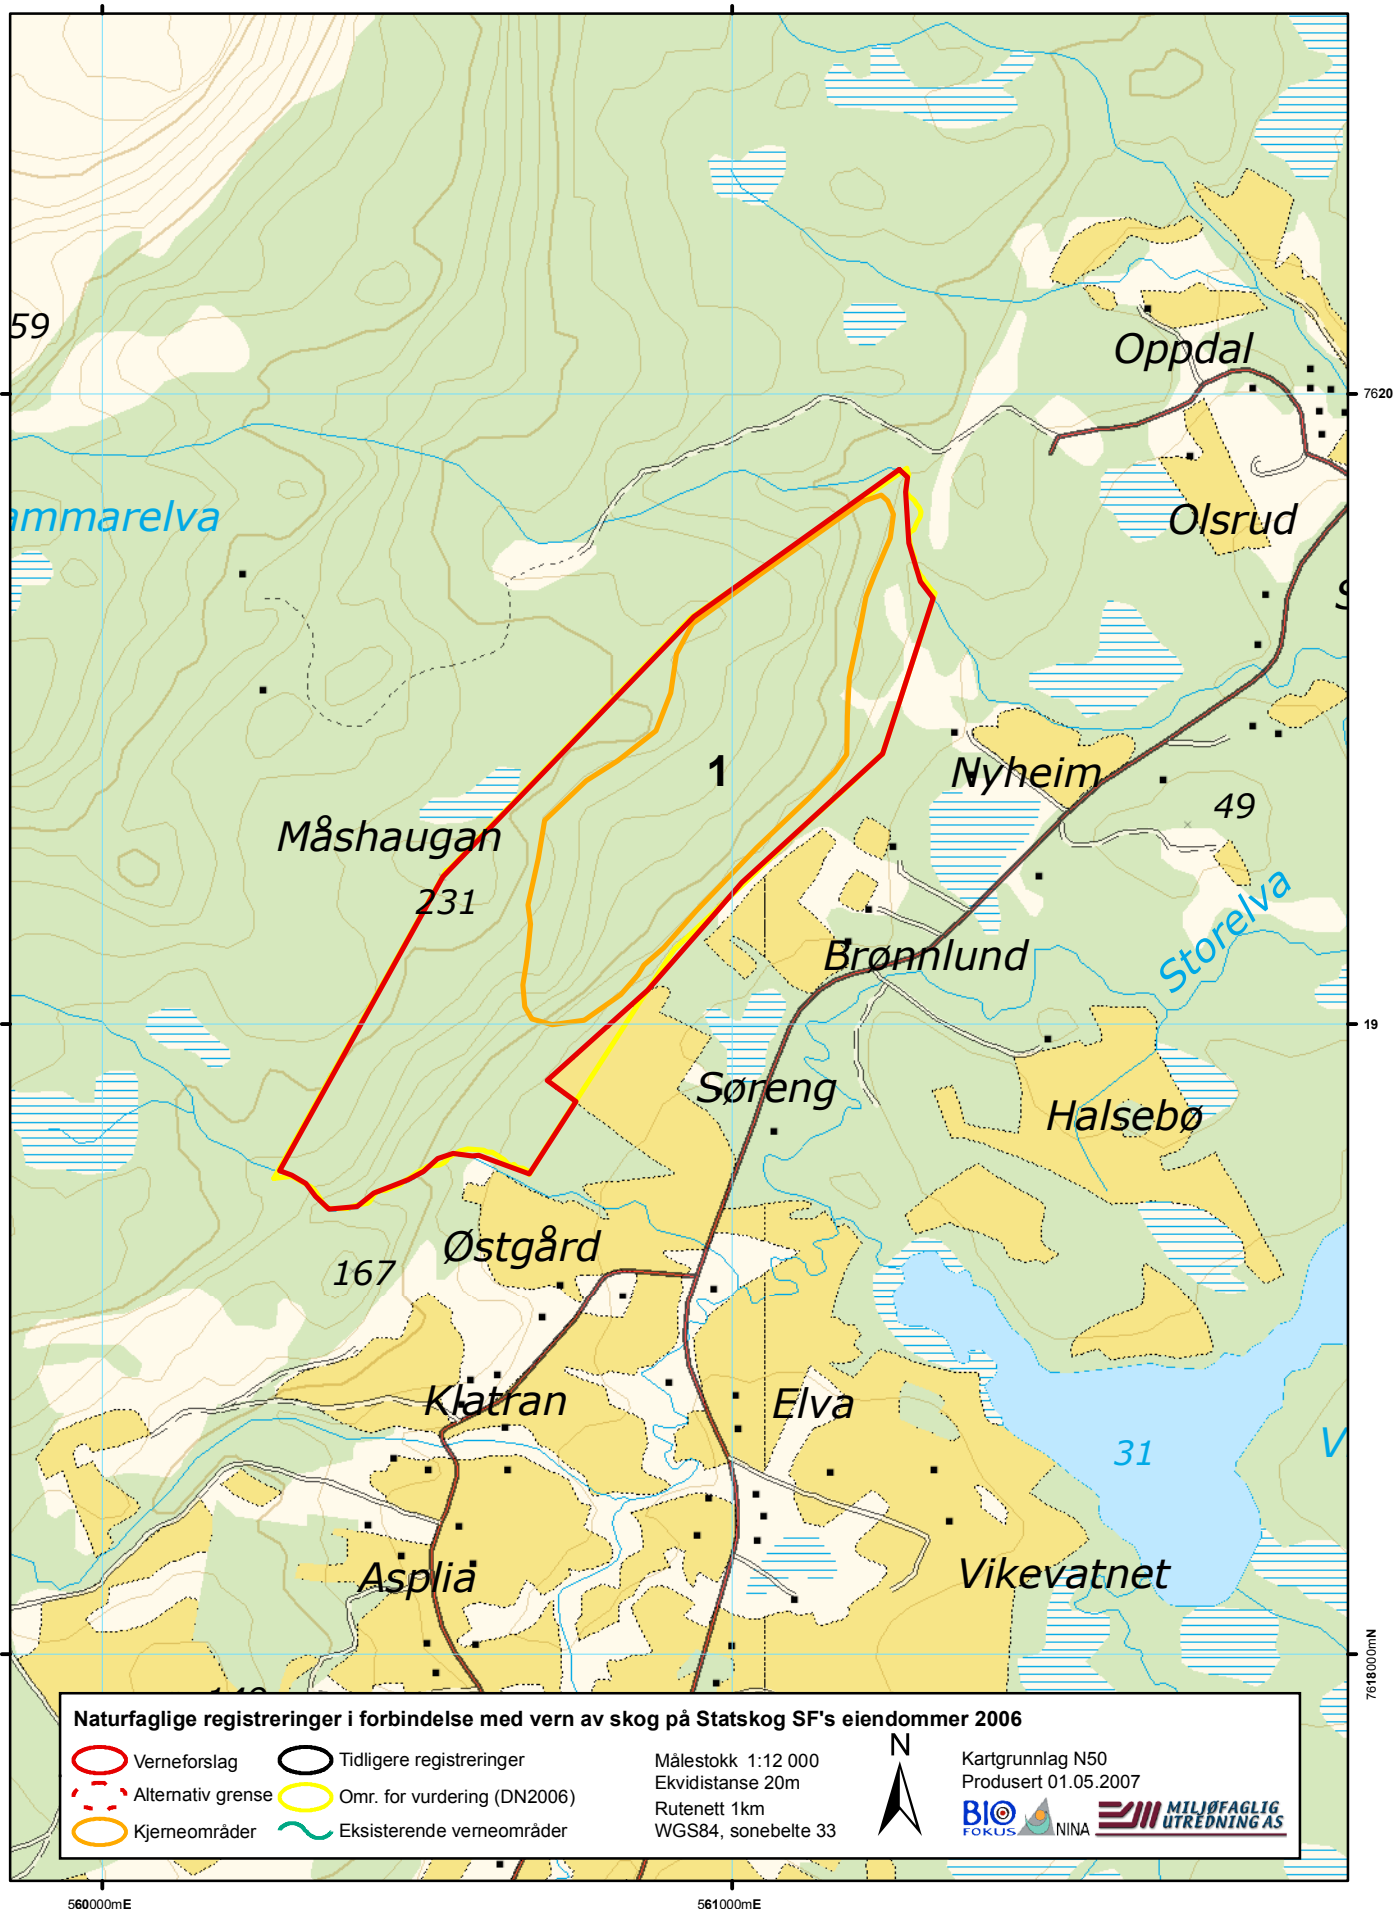 59
Oppdal
7620
ammarelva
Olsrud
S
1
Nyheim
Måshaugan
49
231
Storelva
Brønnlund
19
Søreng
Halsebø
Østgård
167
Klatran
Elva
31
V
Asplia
Vikevatnet
7618000mN
Naturfaglige registreringer i forbindelse med vern av skog på Statskog SF's eiendommer 2006
Verneforslag
Alternativ grense
Kjerneområder
Tidligere registreringer
Omr. for vurdering (DN2006)
Eksisterende verneområder
Målestokk 1:12 000
Ekvidistanse 20m
Rutenett 1km
WGS84, sonebelte 33
N
Kartgrunnlag N50
Produsert 01.05.2007
BIO
FOKUS
NINA
MILJØFAGLIG
UTREDNING AS
560000mE
561000mE